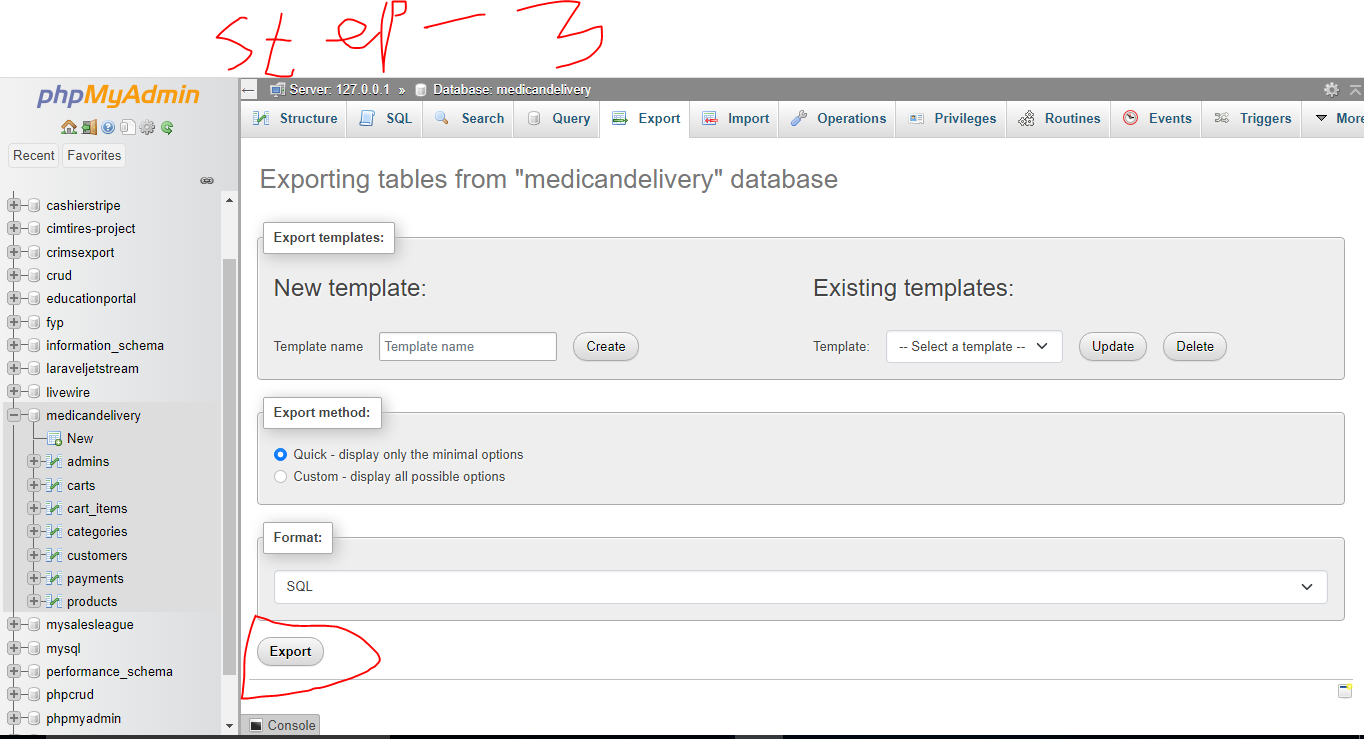 step-3
phpMyAdmin
Recent Favorites
cashierstripe
cimtires-project
crimsexport
crud
educationportal
fyp
information_schema
laraveljetstream
livewire
medicandelivery
New
admins
carts
cart_items
categories
customers
payments
products
mysalesleague
mysql
performance_schema
phpcrud
phpmyadmin
Server: 127.0.0.1 » Database: medicandelivery
Structure SQL Search Query Export Import Operations Privileges Routines Events Triggers More
Exporting tables from "medicandelivery" database
Export templates:
New template: Existing templates:
Template name Template name Create Template: -- Select a template -- Update Delete
Export method:
Quick - display only the minimal options
Custom - display all possible options
Format:
SQL
Export
Console